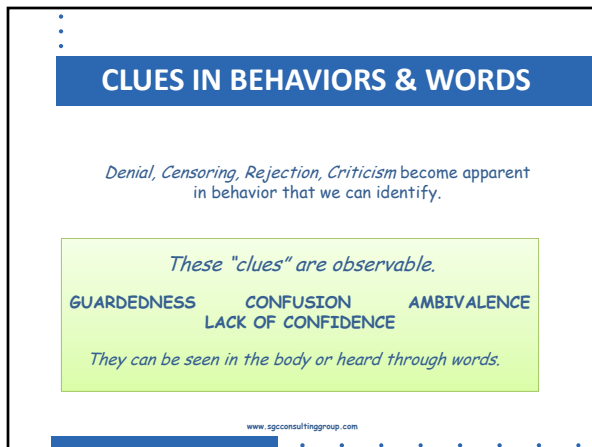 CLUES IN BEHAVIORS & WORDS
Denial, Censoring, Rejection, Criticism become apparent
in behavior that we can identify.
These "clues" are observable.
GUARDEDNESS CONFUSION AMBIVALENCE
LACK OF CONFIDENCE
They can be seen in the body or heard through words.
www.sgcconsultinggroup.com